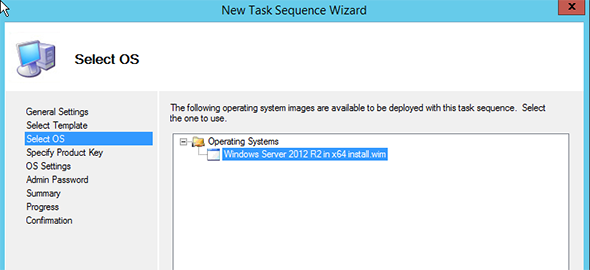 New Task Sequence Wizard
x
Select OS
General Settings
Select Template
Select OS
Specify Product Key
OS Settings
Admin Password
Summary
Progress
Confirmation
The following operating system images are available to be deployed with this task sequence. Select
the one to use.
Operating Systems
Windows Server 2012 R2 in x64 install.wim